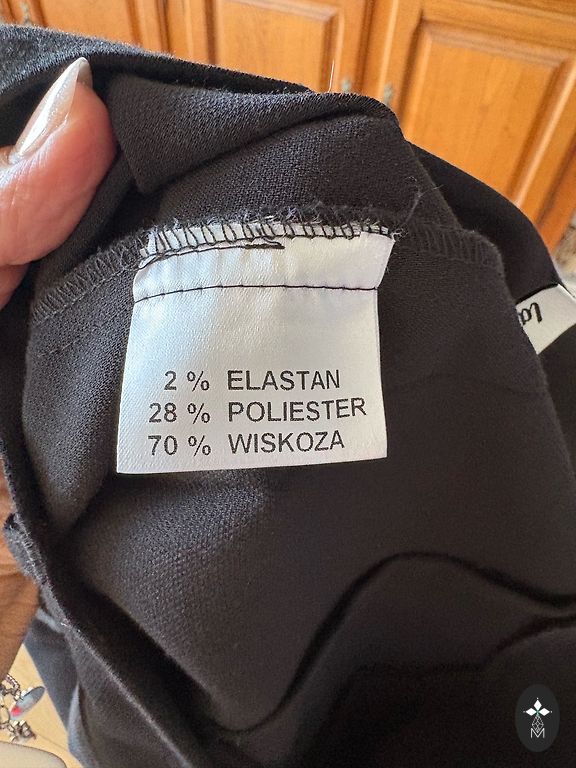 2 % ELASTAN
28 % POLIESTER
70 % WISKOZA